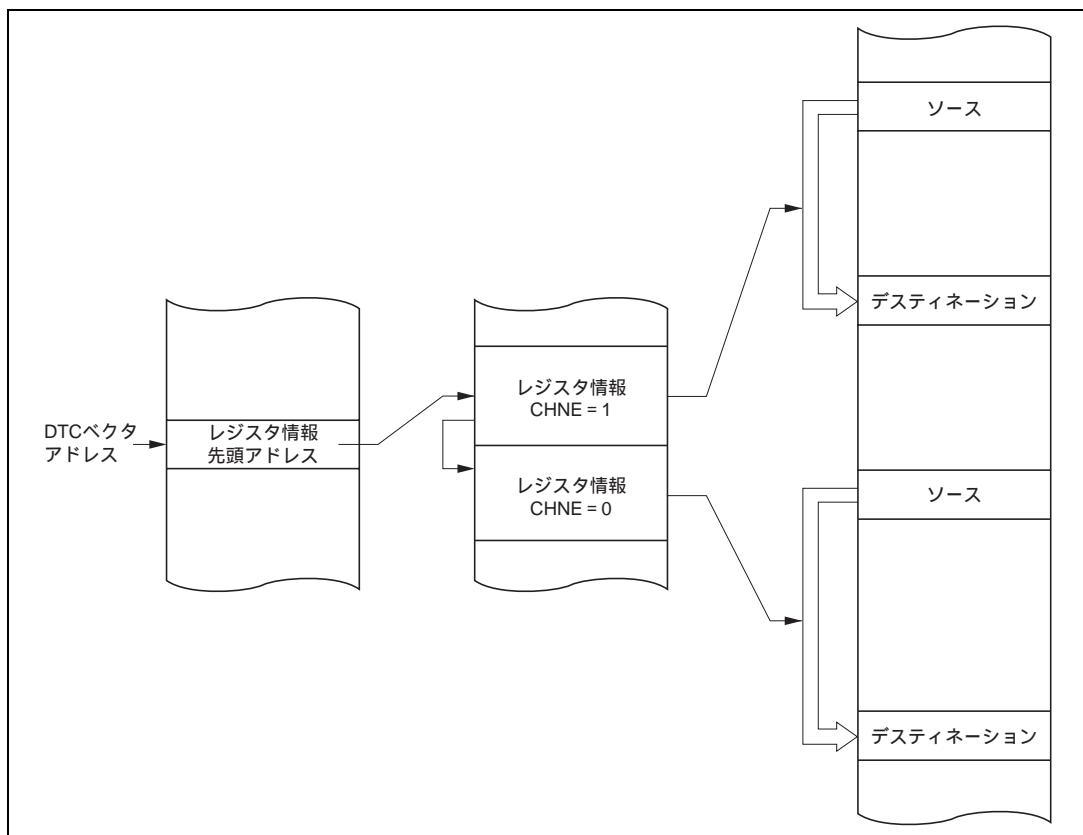 DTCベクタ
アドレス
レジスタ情報
先頭アドレス
レジスタ情報
CHNE = 1
レジスタ情報
CHNE = 0
ソース
デスティネーション
ソース
デスティネーション